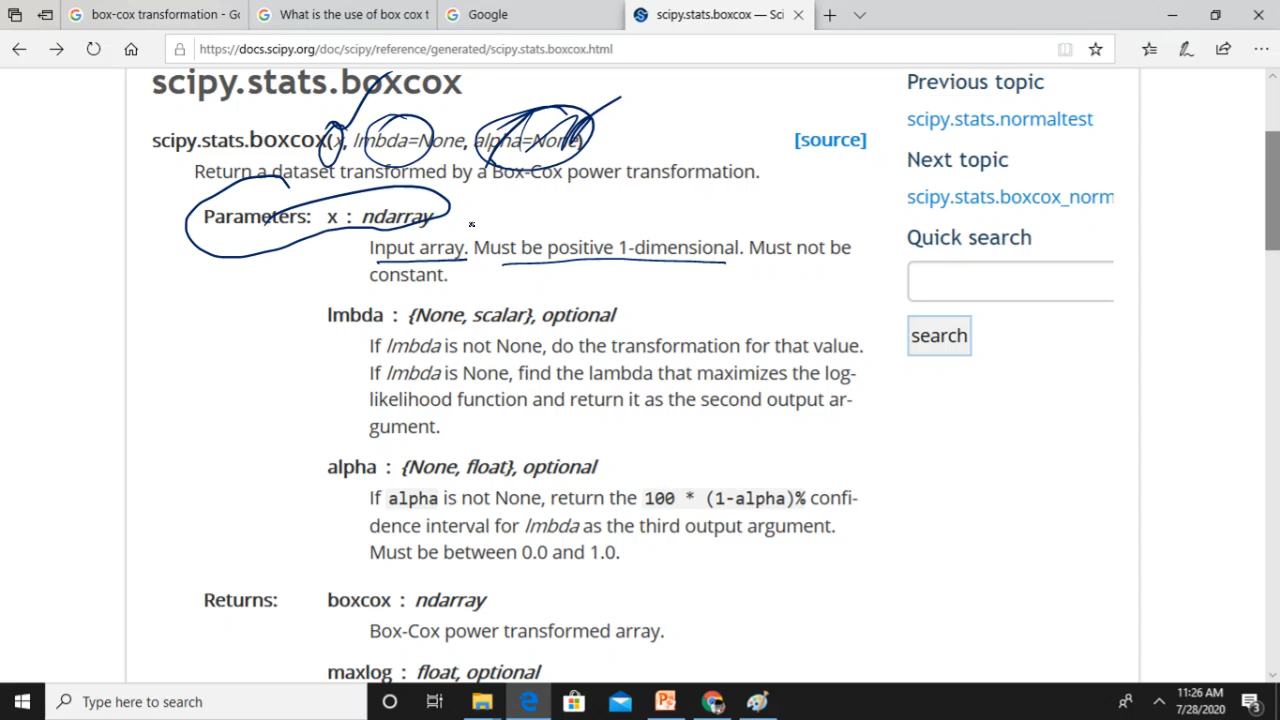 box-cox transformation - Go
What is the use of box cox t
Google
scipy.stats.boxcox — Sci
https://docs.scipy.org/doc/scipy/reference/generated/scipy.stats.boxcox.html
scipy.stats.boxcox
scipy.stats.boxcox(x, lmbda=None, alpha=None)
[source]
Return a dataset transformed by a Box-Cox power transformation.
Parameters: x : ndarray
Input array. Must be positive 1-dimensional. Must not be
constant.
lmbda : {None, scalar}, optional
If lmbda is not None, do the transformation for that value.
If lmbda is None, find the lambda that maximizes the log-
likelihood function and return it as the second output ar-
gument.
alpha : {None, float}, optional
If alpha is not None, return the 100 * (1-alpha)% confi-
dence interval for lmbda as the third output argument.
Must be between 0.0 and 1.0.
Returns: boxcox : ndarray
Box-Cox power transformed array.
maxlog : float, optional
Previous topic
scipy.stats.normaltest
Next topic
scipy.stats.boxcox_norm
Quick search
search
Type here to search
11:26 AM
7/28/2020
3